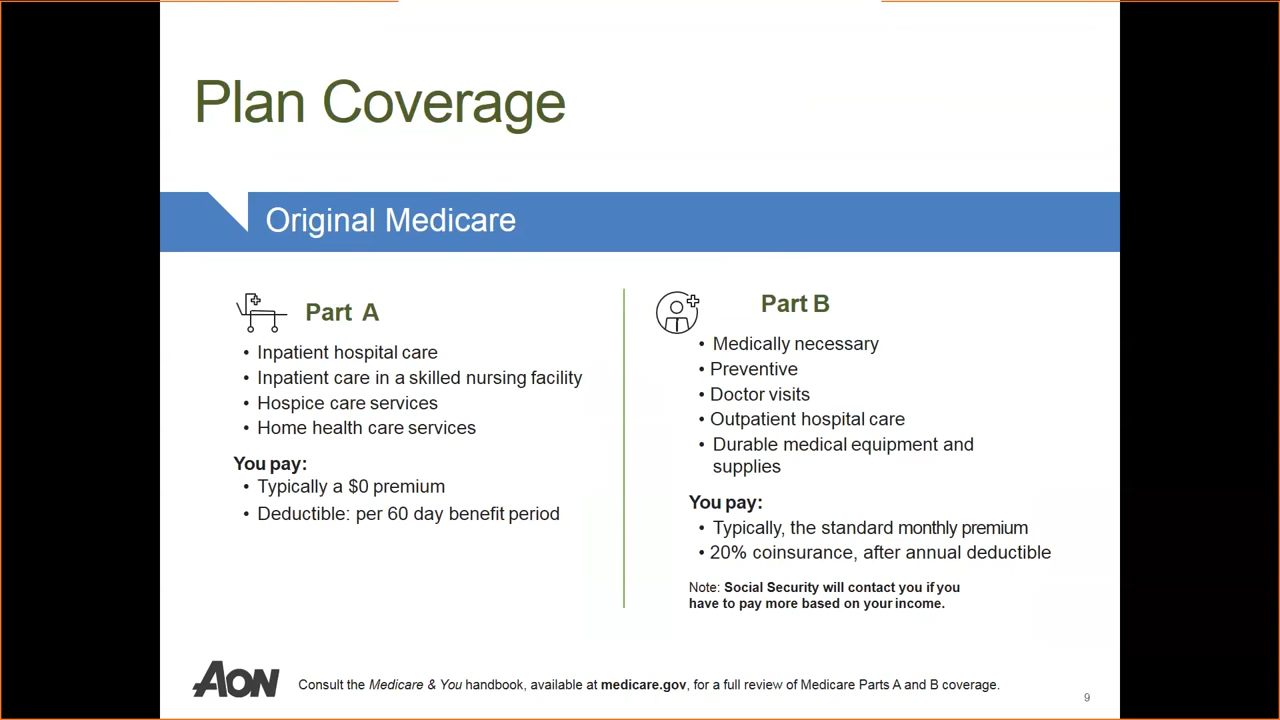 Plan Coverage
Original Medicare
Part A
• Inpatient hospital care
• Inpatient care in a skilled nursing facility
• Hospice care services
• Home health care services
You pay:
• Typically a $0 premium
• Deductible: per 60 day benefit period
Part B
• Medically necessary
• Preventive
• Doctor visits
• Outpatient hospital care
• Durable medical equipment and
supplies
You pay:
• Typically, the standard monthly premium
• 20% coinsurance, after annual deductible
Note: Social Security will contact you if you
have to pay more based on your income.
AON
Consult the Medicare & You handbook, available at medicare.gov, for a full review of Medicare Parts A and B coverage.
9